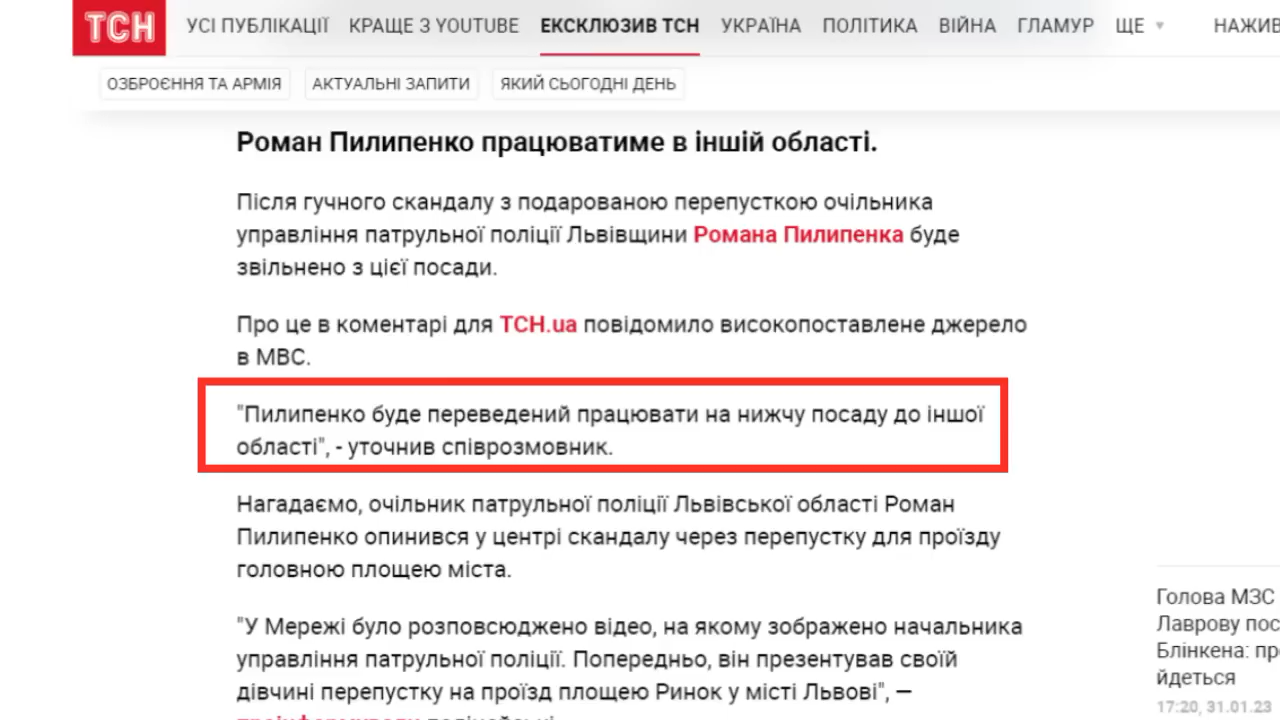 ТСН УСІ ПУБЛІКАЦІЇ КРАЩЕ З YOUTUBE ЕКСКЛЮЗИВ ТСН УКРАЇНА ПОЛІТИКА ВІЙНА ГЛАМУР ЩЕ НАЖИВ
ОЗБРОЄННЯ ТА АРМІЯ АКТУАЛЬНІ ЗАПИТИ ЯКИЙ СЬОГОДНІ ДЕНЬ
Роман Пилипенко працюватиме в іншій області.
Після гучного скандалу з подарованою перепусткою очільника
управління патрульної поліції Львівщини Романа Пилипенка буде
звільнено з цієї посади.
Про це в коментарі для ТСН.ua повідомило високопоставлене джерело
в МВС.
"Пилипенко буде переведений працювати на нижчу посаду до іншої
області", - уточнив співрозмовник.
Нагадаємо, очільник патрульної поліції Львівської області Роман
Пилипенко опинився у центрі скандалу через перепустку для проїзду
головною площею міста.
"У Мережі було розповсюджено відео, на якому зображено начальника
управління патрульної поліції. Попередньо, він презентував своїй
дівчині перепустку на проїзд площею Ринок у місті Львові", —
Голова МЗС
Лаврову пос
Блінкена: пр
йдеться
17:20, 31.01.23